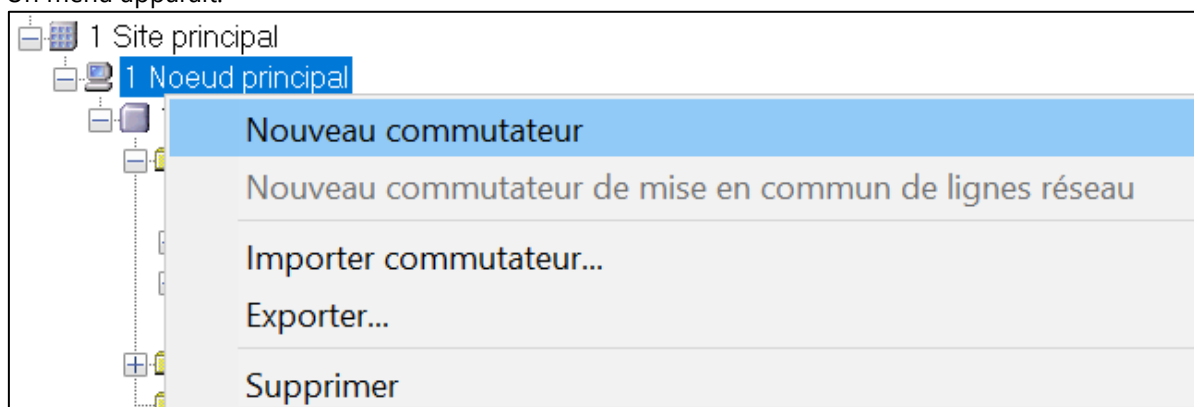 Un menu apparaît.
1 Site principal
1 Noeud principal
Nouveau commutateur
Nouveau commutateur de mise en commun de lignes réseau
Importer commutateur...
Exporter...
Supprimer